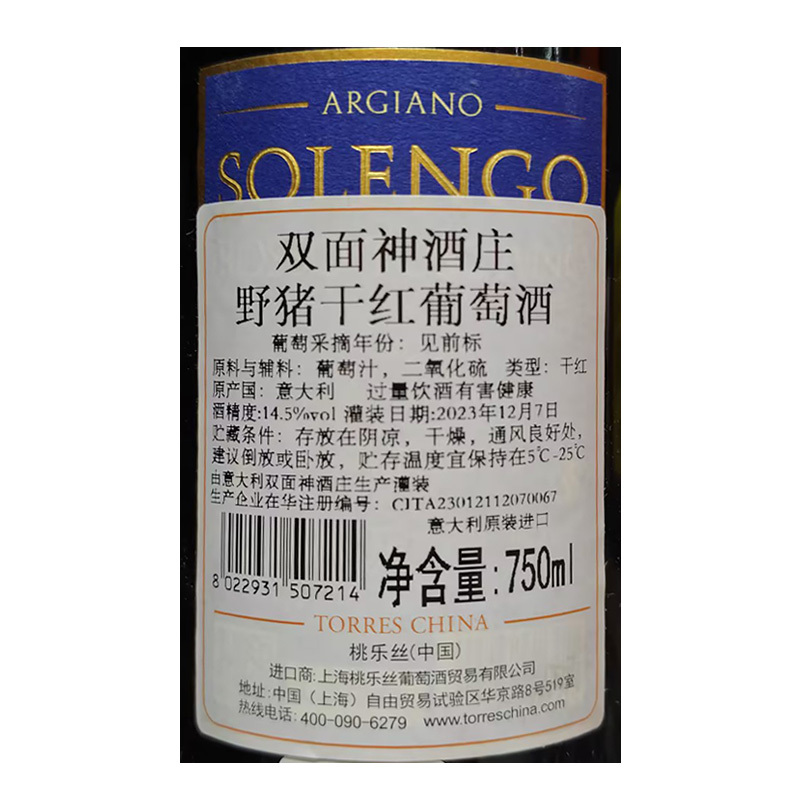 ARGIANO
SOLENGO
双面神酒庄
野猪干红葡萄酒
葡萄采摘年份：见前标
原料与辅料：葡萄汁，二氧化硫 类型：干红
原产国：意大利 过量饮酒有害健康
酒精度:14.5%vol 灌装日期:2023年12月7日
贮藏条件：存放在阴凉，干燥，通风良好处，
建议倒放或卧放，贮存温度宜保持在5℃-25℃
由意大利双面神酒庄生产灌装
生产企业在华注册编号：CJTA23012112070067
意大利原装进口
8 022931 507214
净含量:750ml
TORRES CHINA
桃乐丝(中国)
进口商:上海桃乐丝葡萄酒贸易有限公司
地址:中国（上海）自由贸易试验区华京路8号519室
热线电话: 400-090-6279 www.torreschina.com